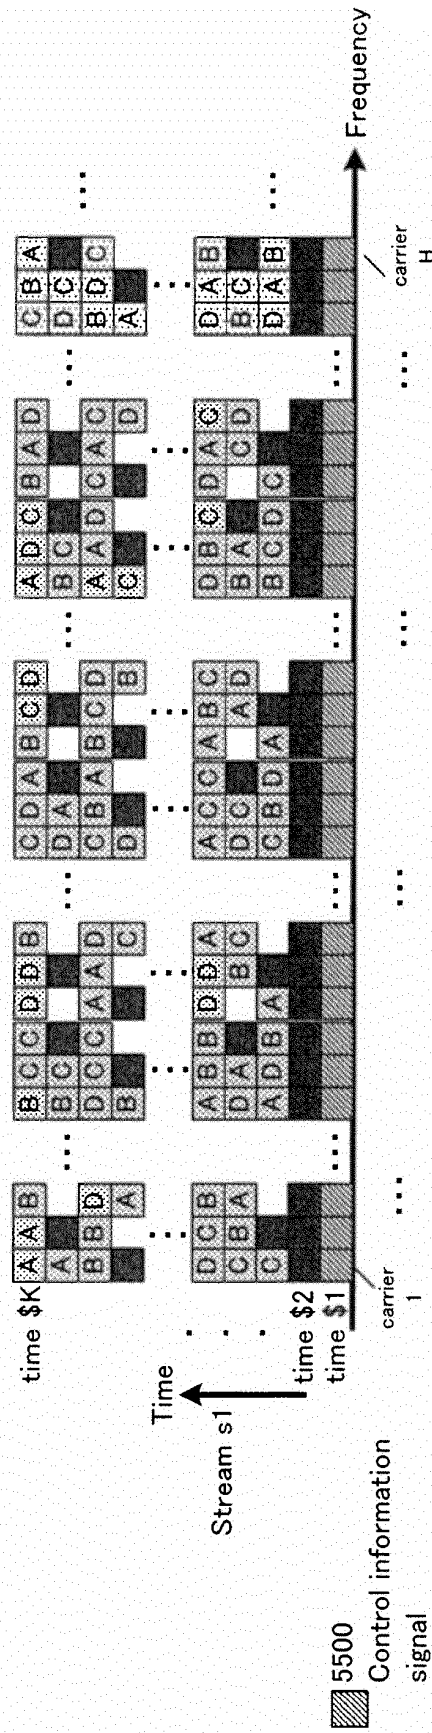 time $K A A B ... B C C D D B ... C D A B C D ... A D C B A D ... C B A ...
A B C D A B C D C
B B D D C C A A D C B A B C D A A D C A C B D C
A B C D B C D A
Time
... ... ... ... ...
D C B A B B D D A A C C A B C D B C D A C D A B ...
C B A D A B C D C A D B A C D B C
C A D B A C B D A B C D C D A B
Stream s1
time $2
time $1 ... ... ... ...
Frequency
carrier 1
... ... ... ...
carrier H
5500
Control information signal